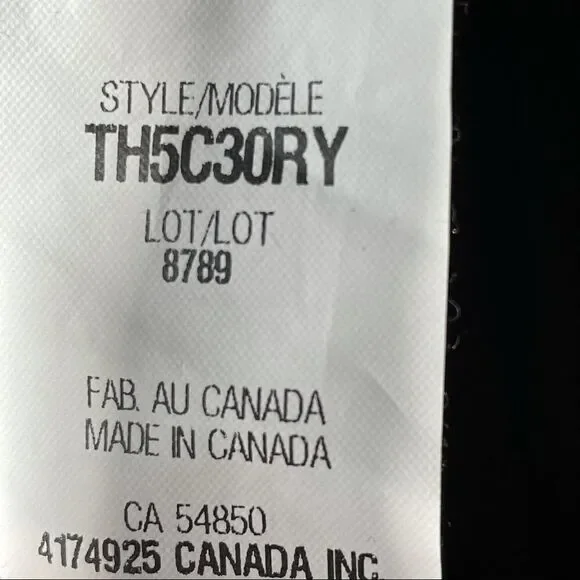 STYLE/MODÈLE
TH5C30RY
LOT/LOT
8789
FAB. AU CANADA
MADE IN CANADA
CA 54850
4174925 CANADA INC.